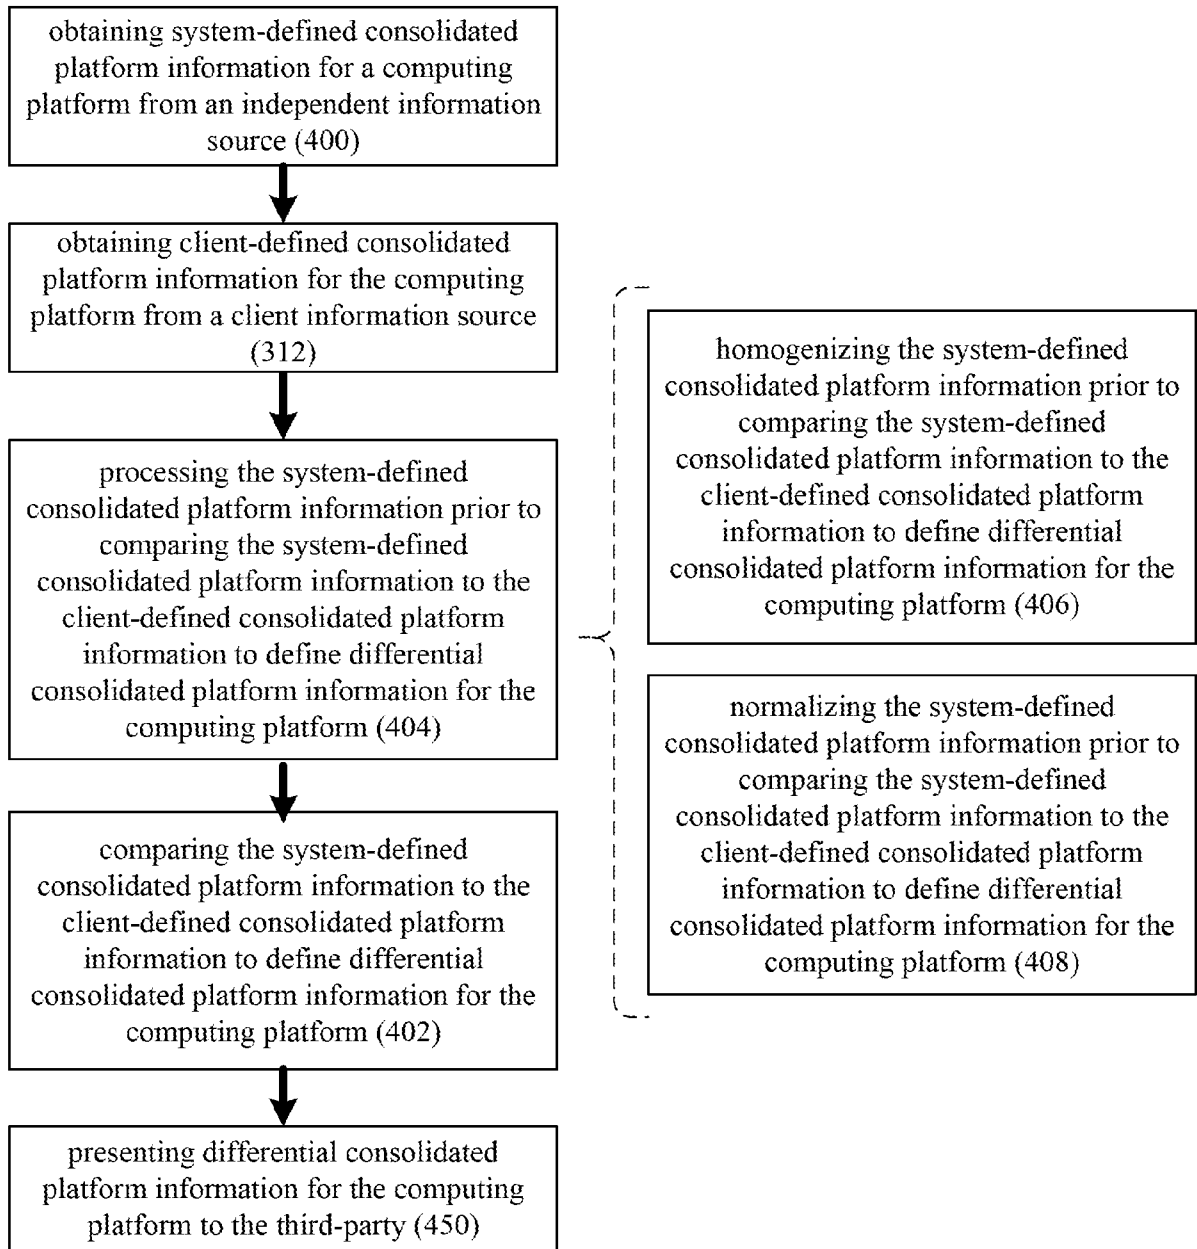 obtaining system-defined consolidated
platform information for a computing
platform from an independent information
source (400)
obtaining client-defined consolidated
platform information for the computing
platform from a client information source
(312)
processing the system-defined
consolidated platform information prior to
comparing the system-defined
consolidated platform information to the
client-defined consolidated platform
information to define differential
consolidated platform information for the
computing platform (404)
comparing the system-defined
consolidated platform information to the
client-defined consolidated platform
information to define differential
consolidated platform information for the
computing platform (402)
presenting differential consolidated
platform information for the computing
platform to the third-party (450)
homogenizing the system-defined
consolidated platform information prior to
comparing the system-defined
consolidated platform information to the
client-defined consolidated platform
information to define differential
consolidated platform information for the
computing platform (406)
normalizing the system-defined
consolidated platform information prior to
comparing the system-defined
consolidated platform information to the
client-defined consolidated platform
information to define differential
consolidated platform information for the
computing platform (408)